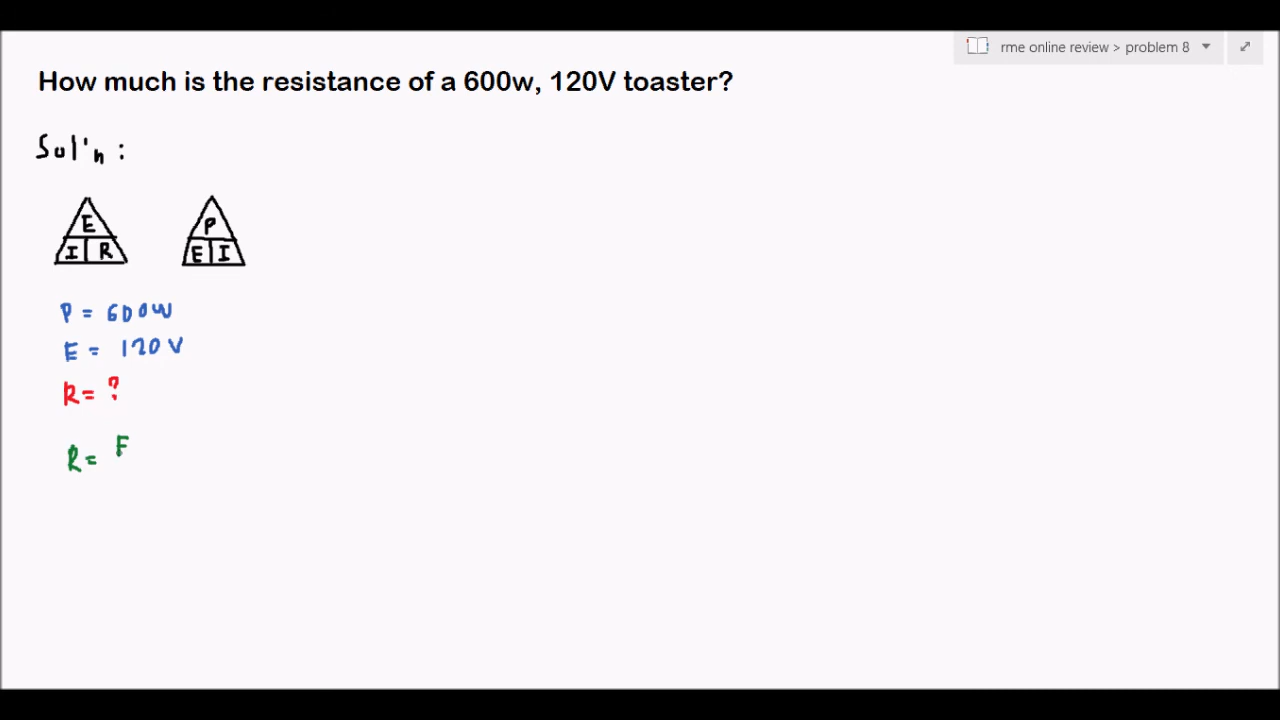 rme online review > problem 8
How much is the resistance of a 600w, 120V toaster?
Sol'n :
E P
I R E I
P = 600W
E = 120 V
R = ?
R = F